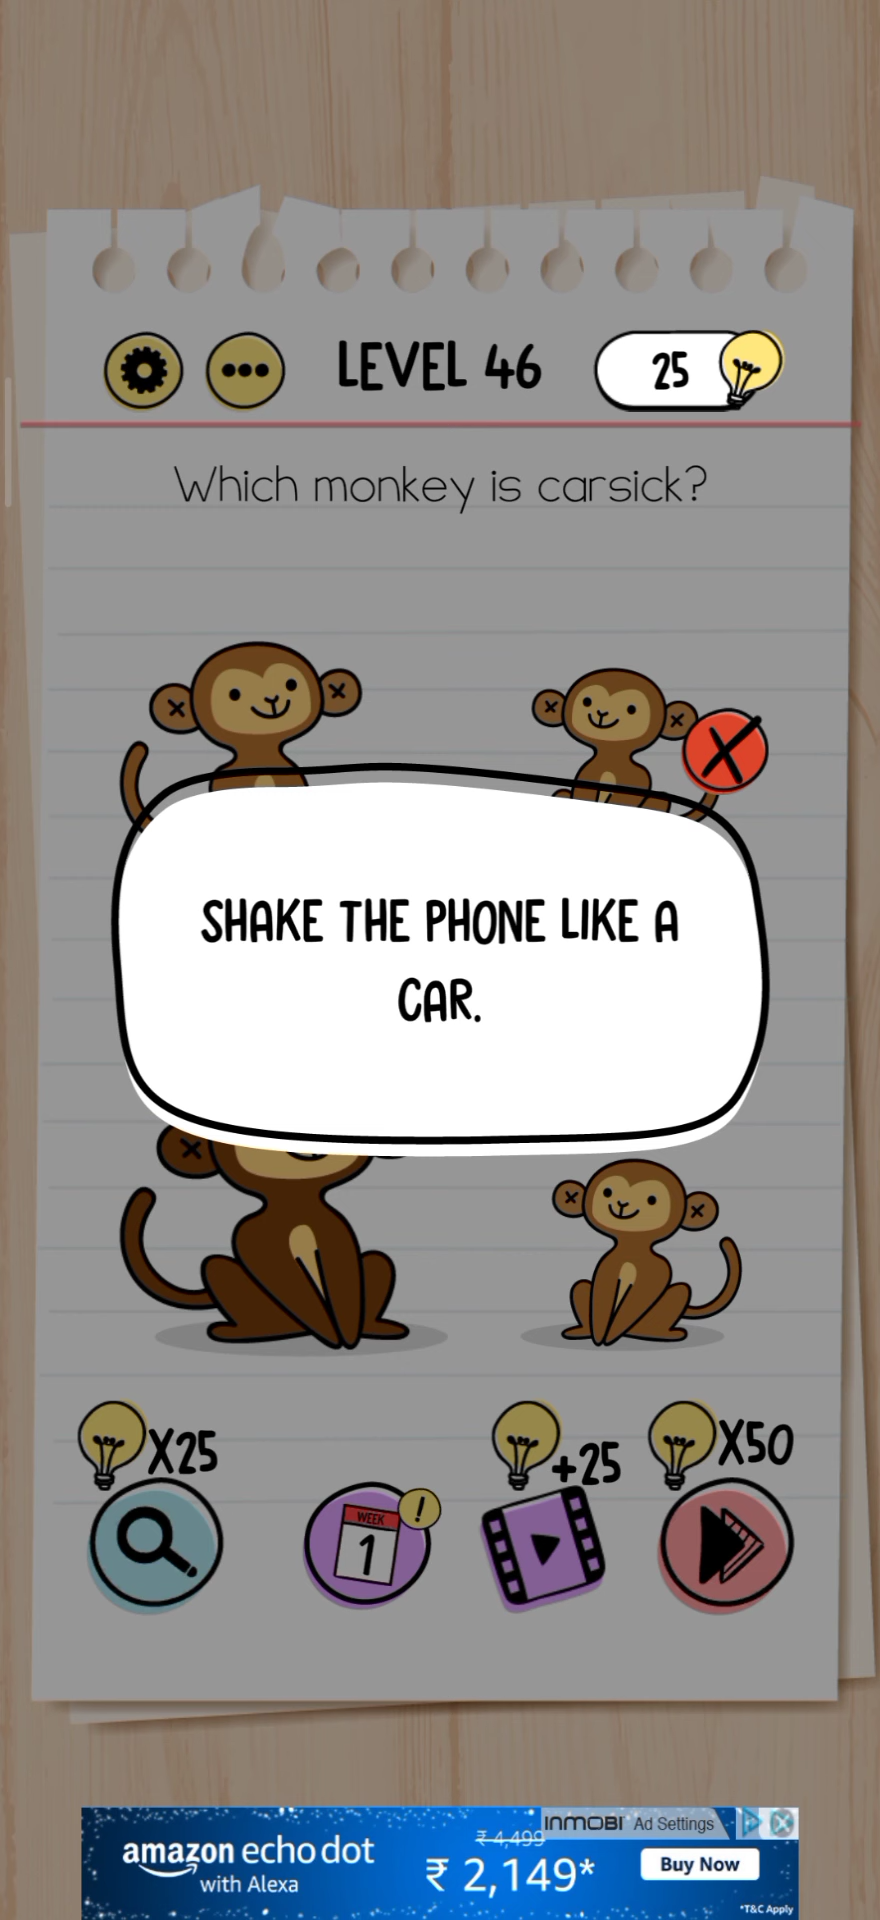 LEVEL 46
25
Which monkey is carsick?
SHAKE THE PHONE LIKE A
CAR.
X25
+25
X50
WEEK
1
!
INMOBI Ad Settings
amazon echo dot
with Alexa
₹ 4,499
₹ 2,149*
Buy Now
*T&C Apply